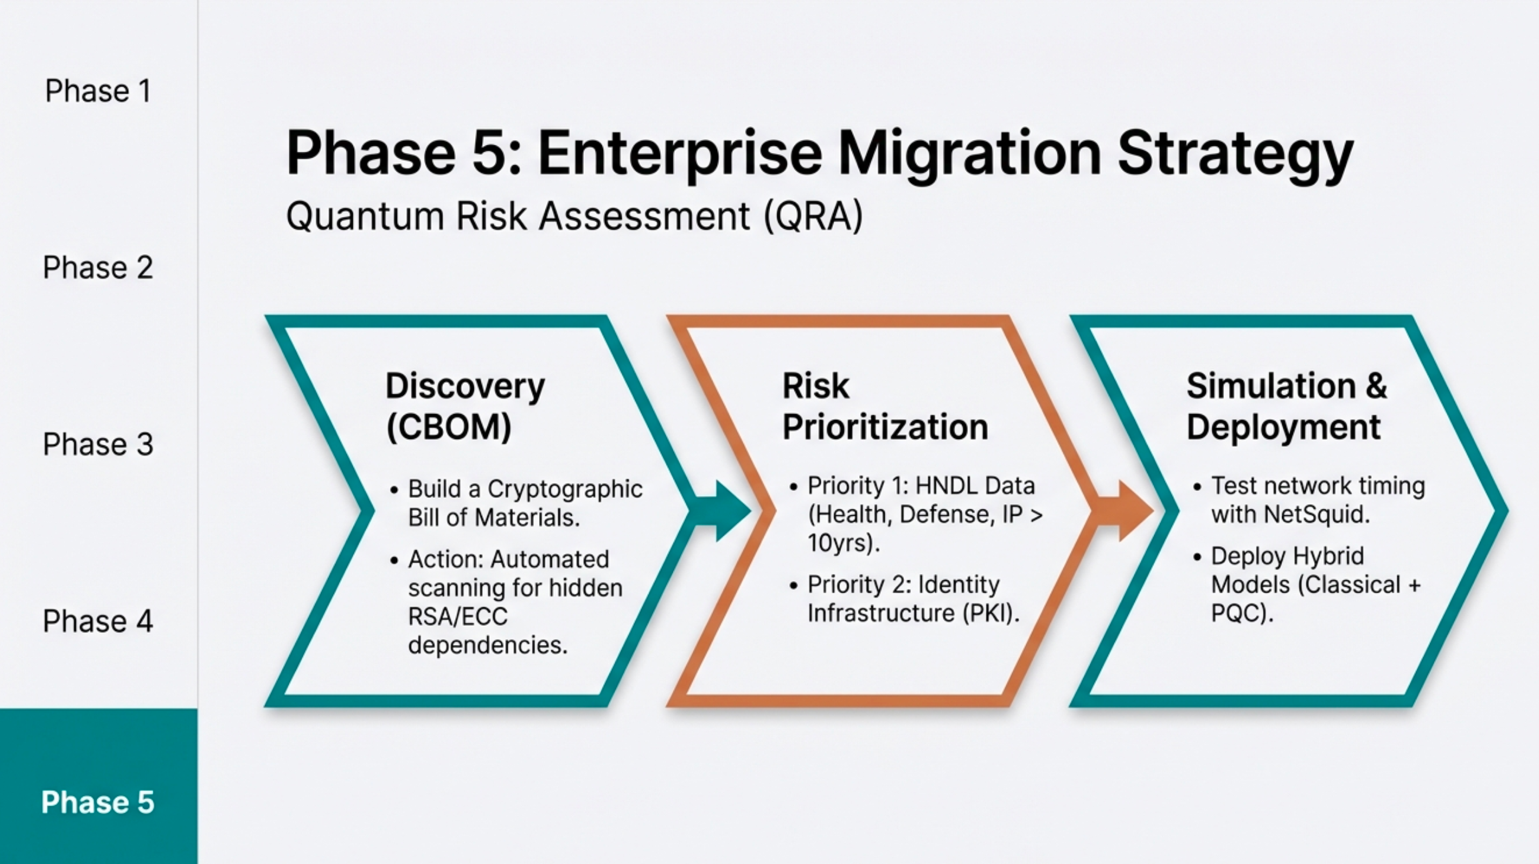 Phase 1
Phase 2
Phase 3
Phase 4
Phase 5
Phase 5: Enterprise Migration Strategy
Quantum Risk Assessment (QRA)
Discovery
(CBOM)
• Build a Cryptographic
Bill of Materials.
• Action: Automated
scanning for hidden
RSA/ECC
dependencies.
Risk
Prioritization
• Priority 1: HNDL Data
(Health, Defense, IP >
10yrs).
• Priority 2: Identity
Infrastructure (PKI).
Simulation &
Deployment
• Test network timing
with NetSquid.
• Deploy Hybrid
Models (Classical +
PQC).